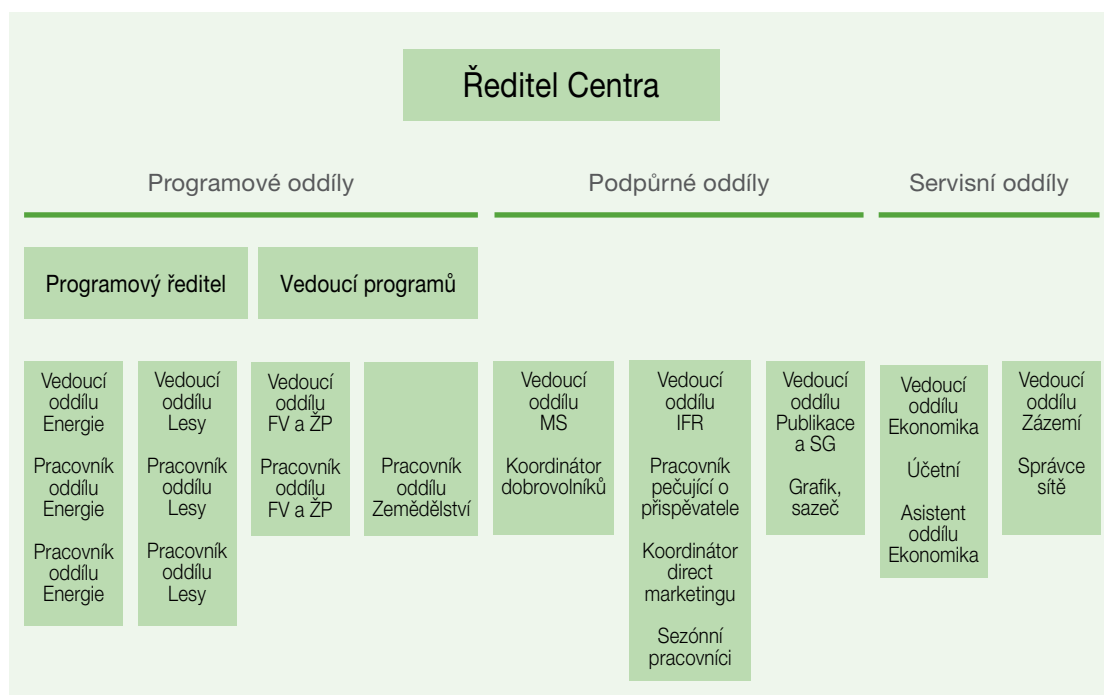 Ředitel Centra
Programové oddíly
Podpůrné oddíly
Servisní oddíly
Programový ředitel
Vedoucí programů
Vedoucí
oddílu
Energie
Pracovník
oddílu
Energie
Pracovník
oddílu
Energie
Vedoucí
oddílu
Lesy
Pracovník
oddílu
Lesy
Pracovník
oddílu
Lesy
Vedoucí
oddílu
FV a ŽP
Pracovník
oddílu
FV a ŽP
Pracovník
oddílu
Zemědělství
Vedoucí
oddílu
MS
Koordinátor
dobrovolníků
Vedoucí
oddílu
IFR
Pracovník
pečující o
přispěvatele
Koordinátor
direct
marketingu
Sezónní
pracovníci
Vedoucí
oddílu
Publikace
a SG
Grafik,
sazeč
Vedoucí
oddílu
Ekonomika
Účetní
Asistent
oddílu
Ekonomika
Vedoucí
oddílu
Zázemí
Správce
sítě